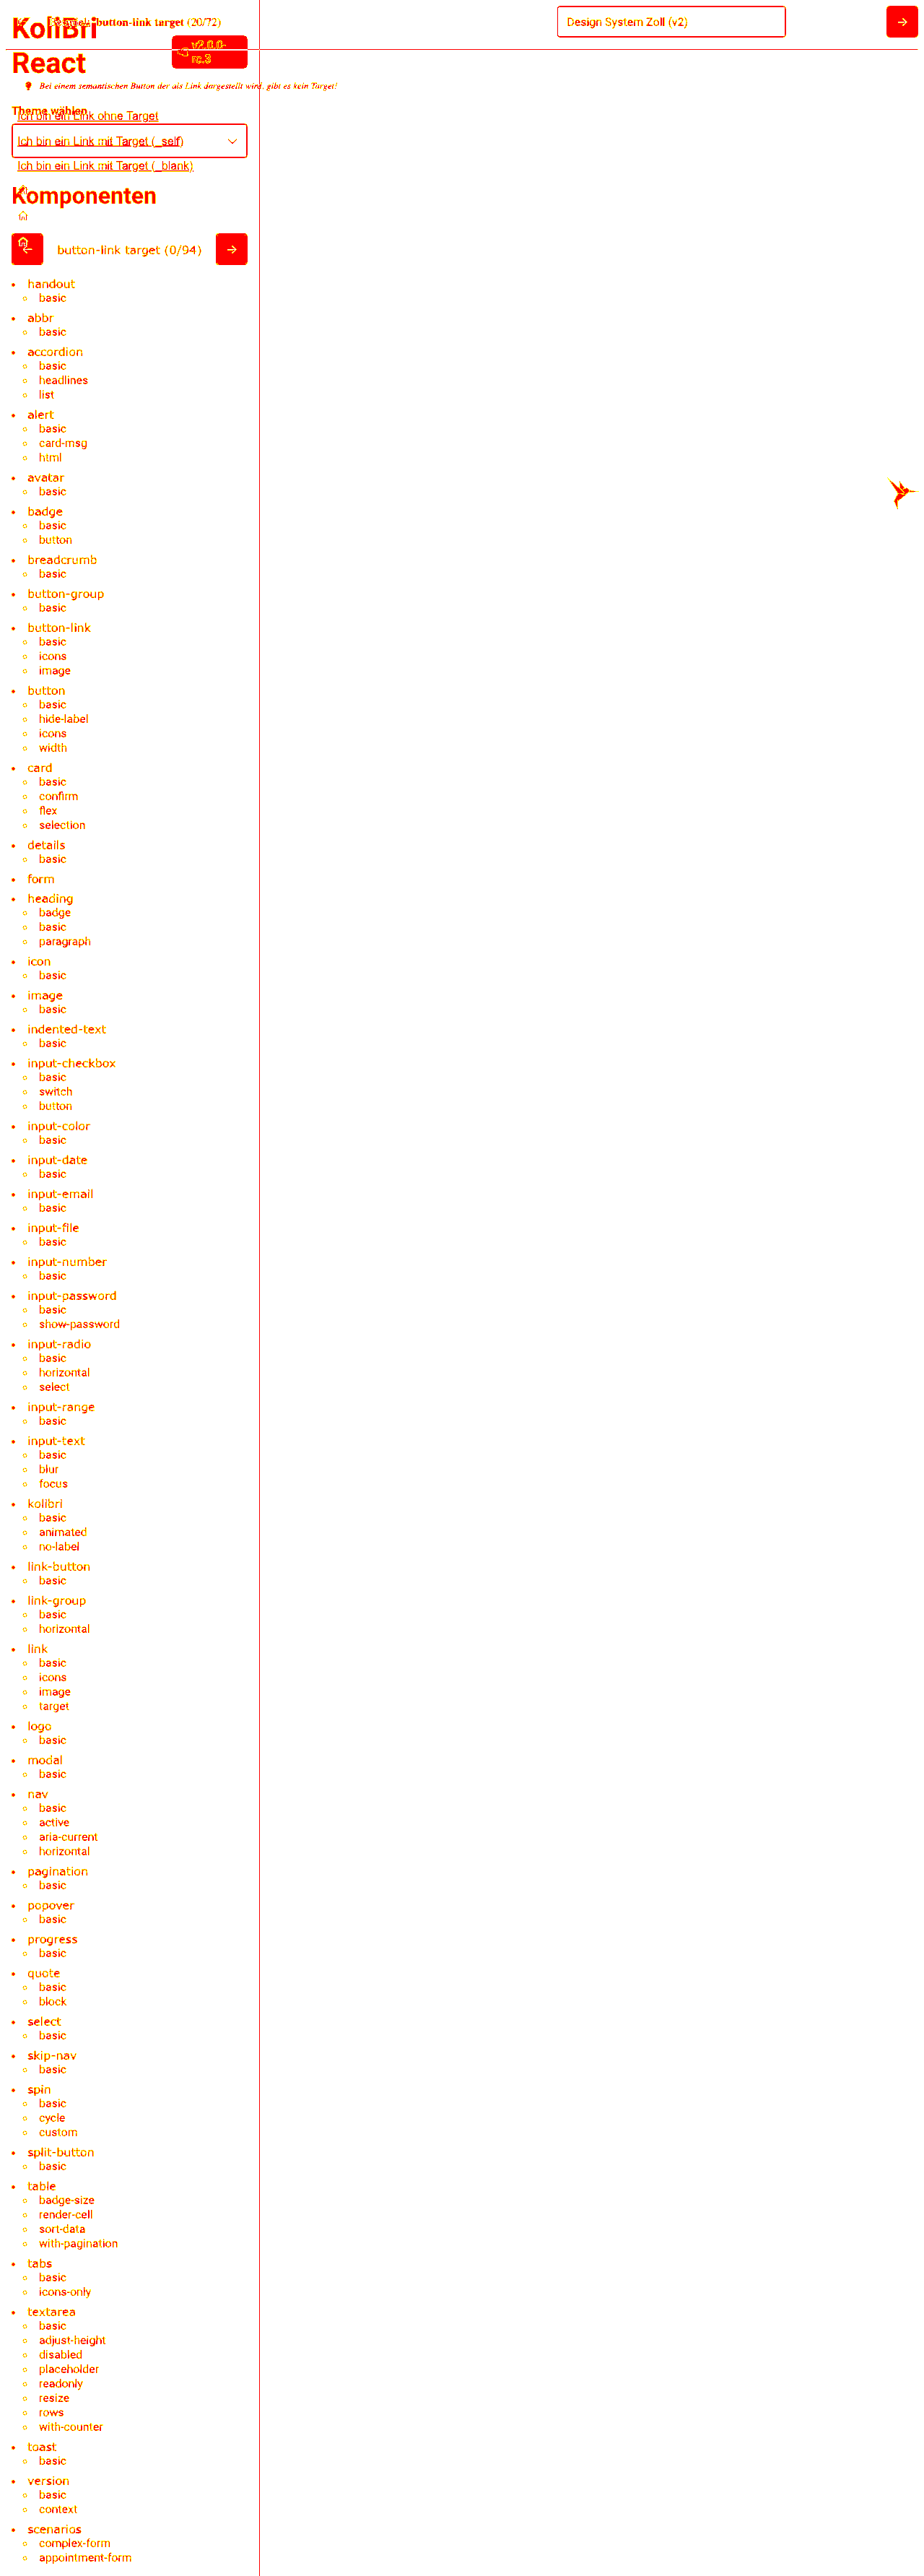 KoliBri
button-link target (20/72)
Design System Zoll (v2)
v2.0.0-
rc.3
React
Bei einem semantischen Button der als Link dargestellt wird, gibt es kein Target!
Theme wählen
Ich bin ein Link ohne Target
Ich bin ein Link mit Target (_self)
Ich bin ein Link mit Target (_blank)
Komponenten
button-link target (0/94)
handout
basic
abbr
basic
accordion
basic
headlines
list
alert
basic
card-msg
html
avatar
basic
badge
basic
button
breadcrumb
basic
button-group
basic
button-link
basic
icons
image
button
basic
hide-label
icons
width
card
basic
confirm
flex
selection
details
basic
form
heading
badge
basic
paragraph
icon
basic
image
basic
indented-text
basic
input-checkbox
basic
switch
button
input-color
basic
input-date
basic
input-email
basic
input-file
basic
input-number
basic
input-password
basic
show-password
input-radio
basic
horizontal
select
input-range
basic
input-text
basic
blur
focus
kolibri
basic
animated
no-label
link-button
basic
link-group
basic
horizontal
link
basic
icons
image
target
logo
basic
modal
basic
nav
basic
active
aria-current
horizontal
pagination
basic
popover
basic
progress
basic
quote
basic
block
select
basic
skip-nav
basic
spin
basic
cycle
custom
split-button
basic
table
badge-size
render-cell
sort-data
with-pagination
tabs
basic
icons-only
textarea
basic
adjust-height
disabled
placeholder
readonly
resize
rows
with-counter
toast
basic
version
basic
context
scenarios
complex-form
appointment-form